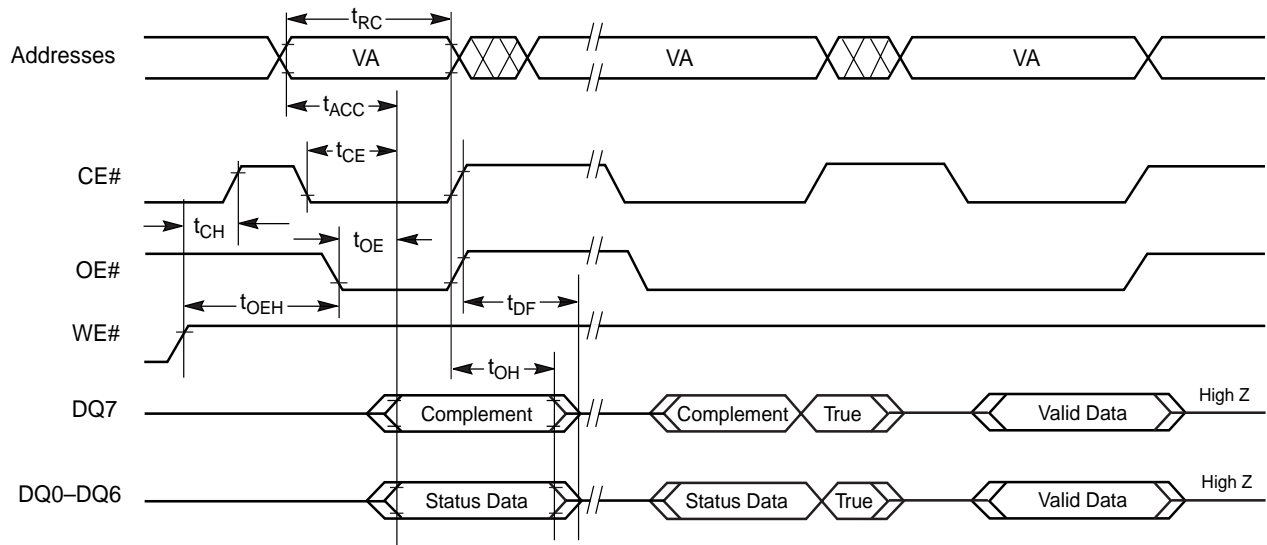 tRC
Addresses VA VA VA
tACC
tCE
CE#
tCH
tOE
OE#
tOEH
tDF
WE#
tOH
DQ7 Complement Complement True Valid Data High Z
DQ0–DQ6 Status Data Status Data True Valid Data High Z